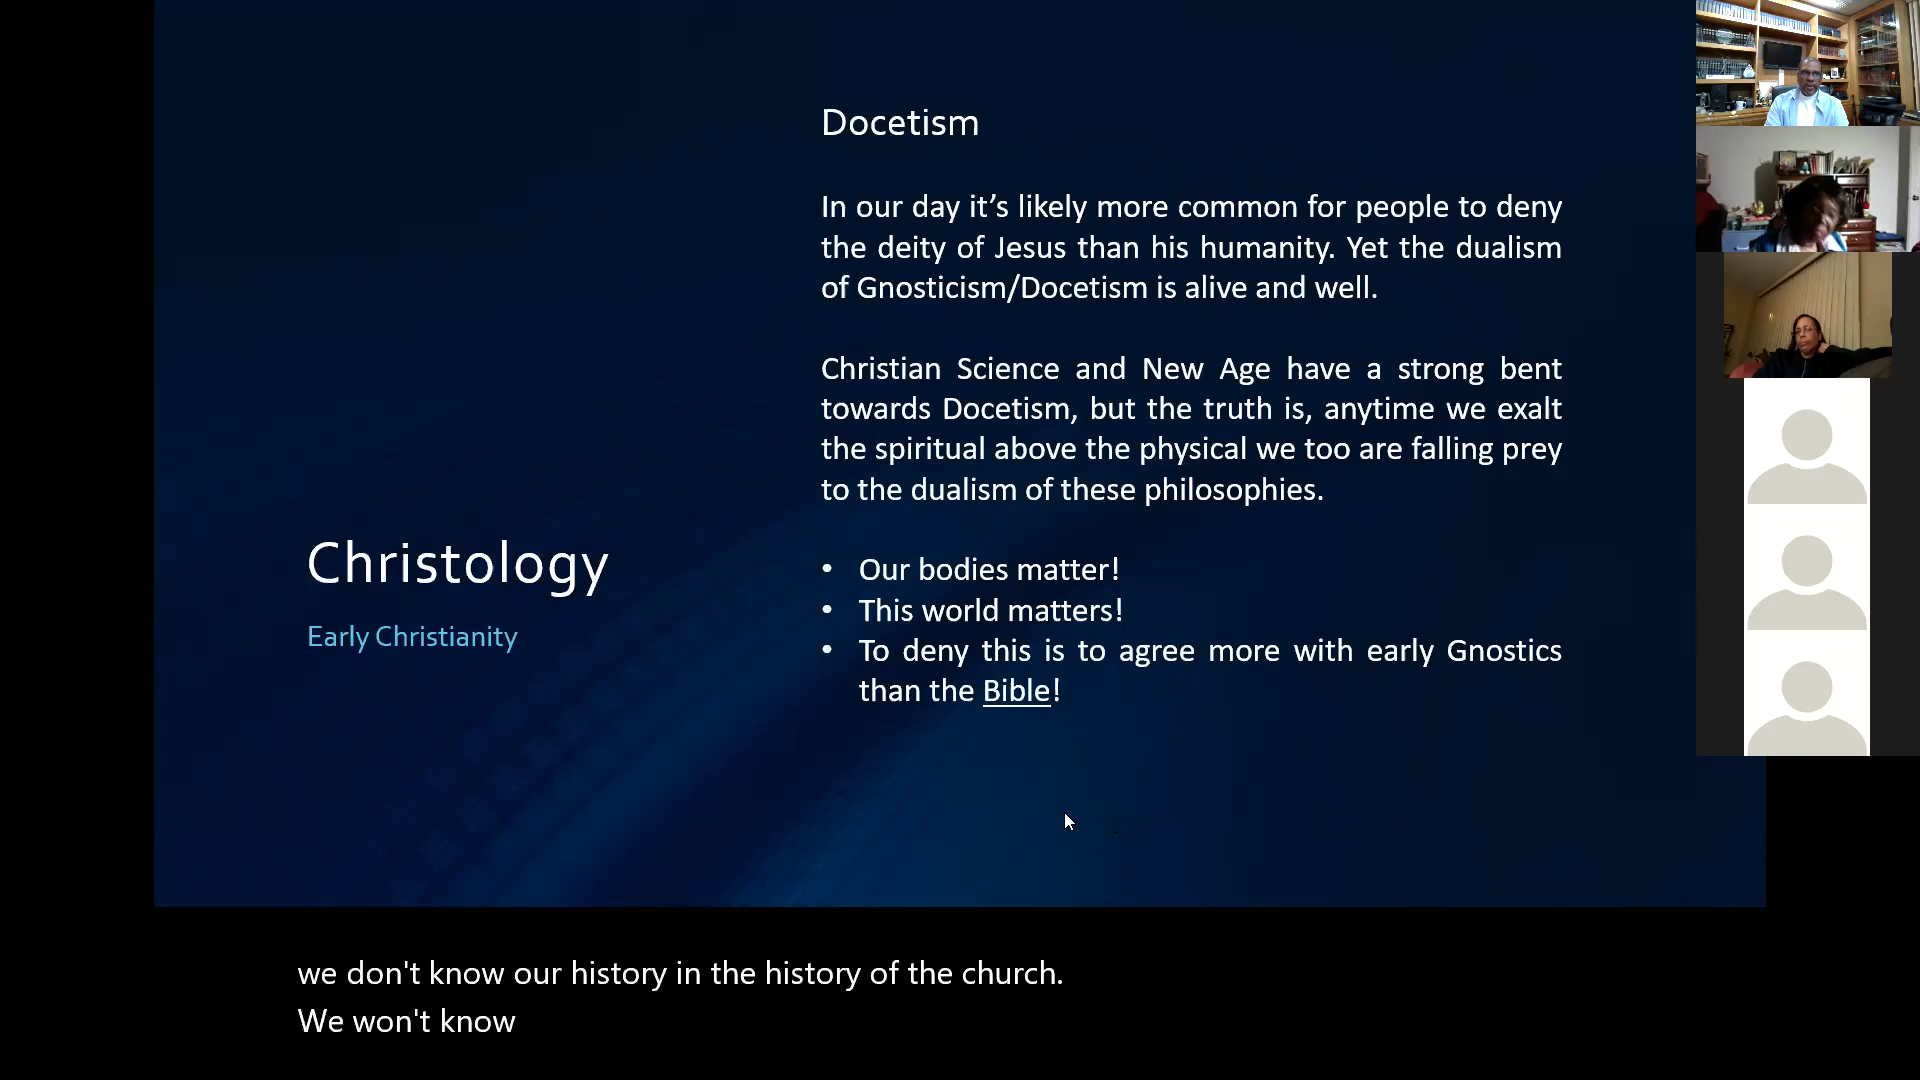 Docetism
In our day it’s likely more common for people to deny
the deity of Jesus than his humanity. Yet the dualism
of Gnosticism/Docetism is alive and well.
Christian Science and New Age have a strong bent
towards Docetism, but the truth is, anytime we exalt
the spiritual above the physical we too are falling prey
to the dualism of these philosophies.
• Our bodies matter!
• This world matters!
• To deny this is to agree more with early Gnostics
than the Bible!
Christology
Early Christianity
we don't know our history in the history of the church.
We won't know